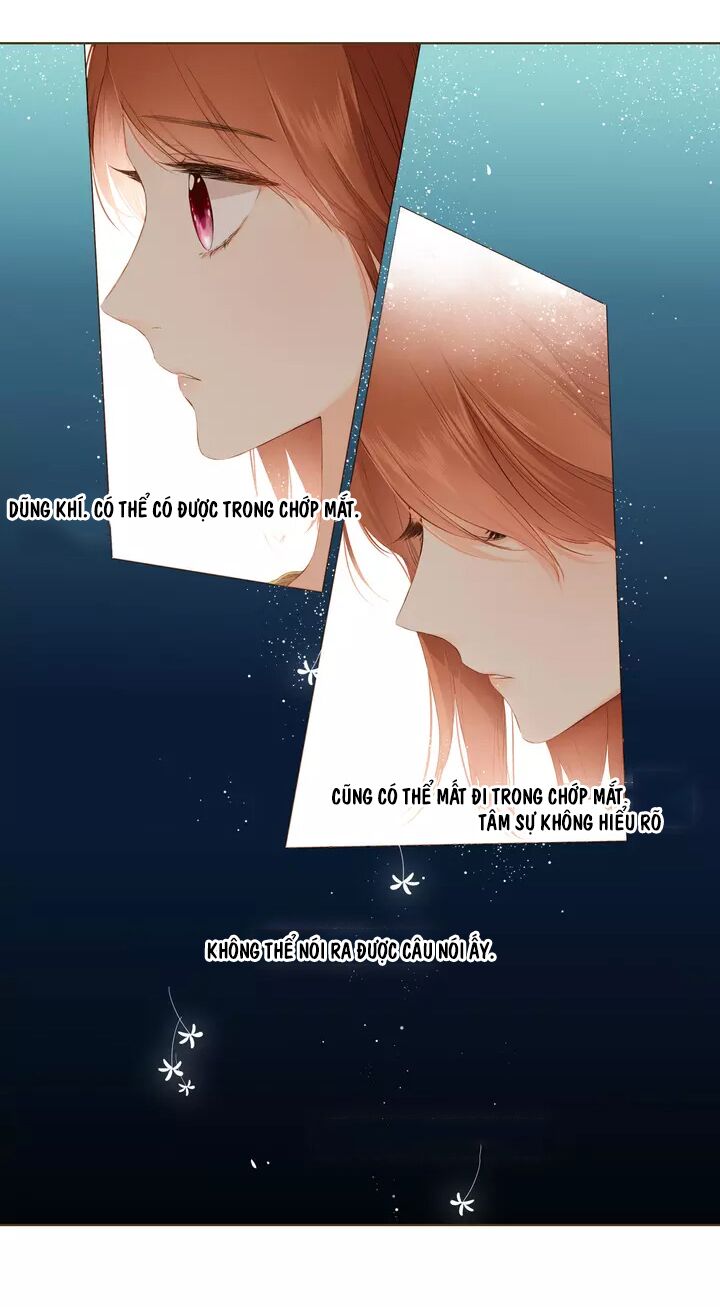 DŨNG KHÍ. CÓ THỂ CÓ ĐƯỢC TRONG CHỚP MẮT.
CŨNG CÓ THỂ MẤT ĐI TRONG CHỚP MẮT.
TÂM SỰ KHÔNG HIỂU RÕ
KHÔNG THỂ NÓI RA ĐƯỢC CÂU NÓI ẤY.